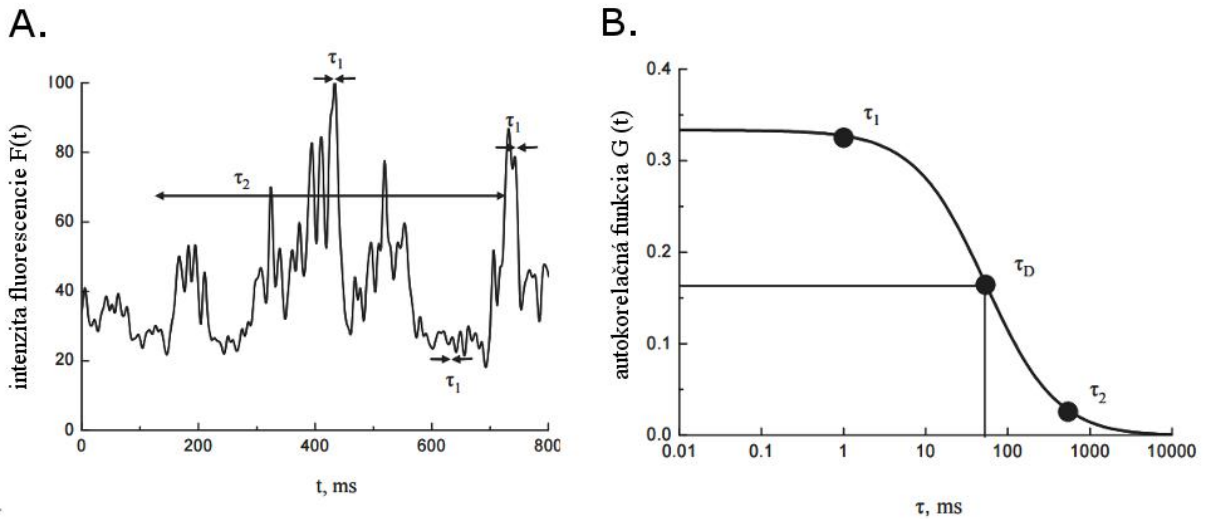 A.
τ1
100
80
60
40
20
0
intenzita fluorescencie F(t)
τ1
τ2
τ1
0 200 400 600 800
t, ms
B.
0.4
0.3
0.2
0.1
0.0
autokorelačná funkcia G (t)
τ1
τD
τ2
0.01 0.1 1 10 100 1000 10000
τ, ms